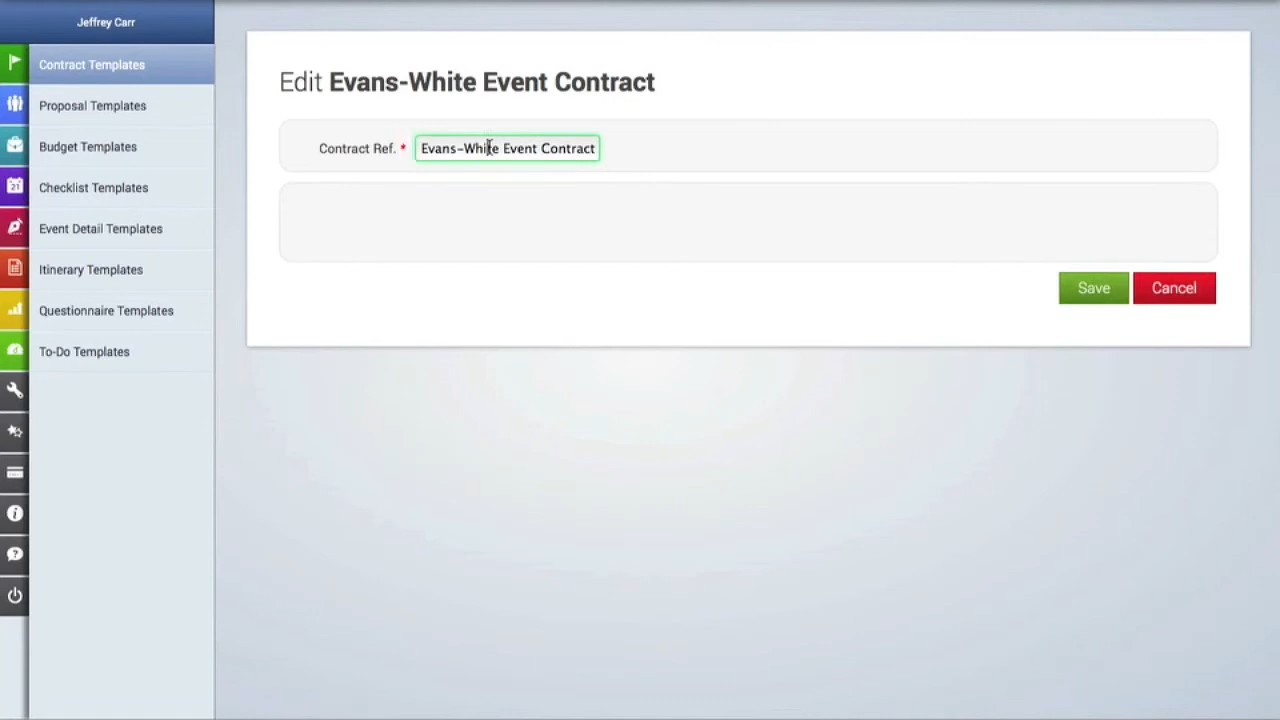 Jeffrey Carr
Contract Templates
Proposal Templates
Budget Templates
Checklist Templates
Event Detail Templates
Itinerary Templates
Questionnaire Templates
To-Do Templates
Edit Evans-White Event Contract
Contract Ref. * Evans-White Event Contract
Save Cancel